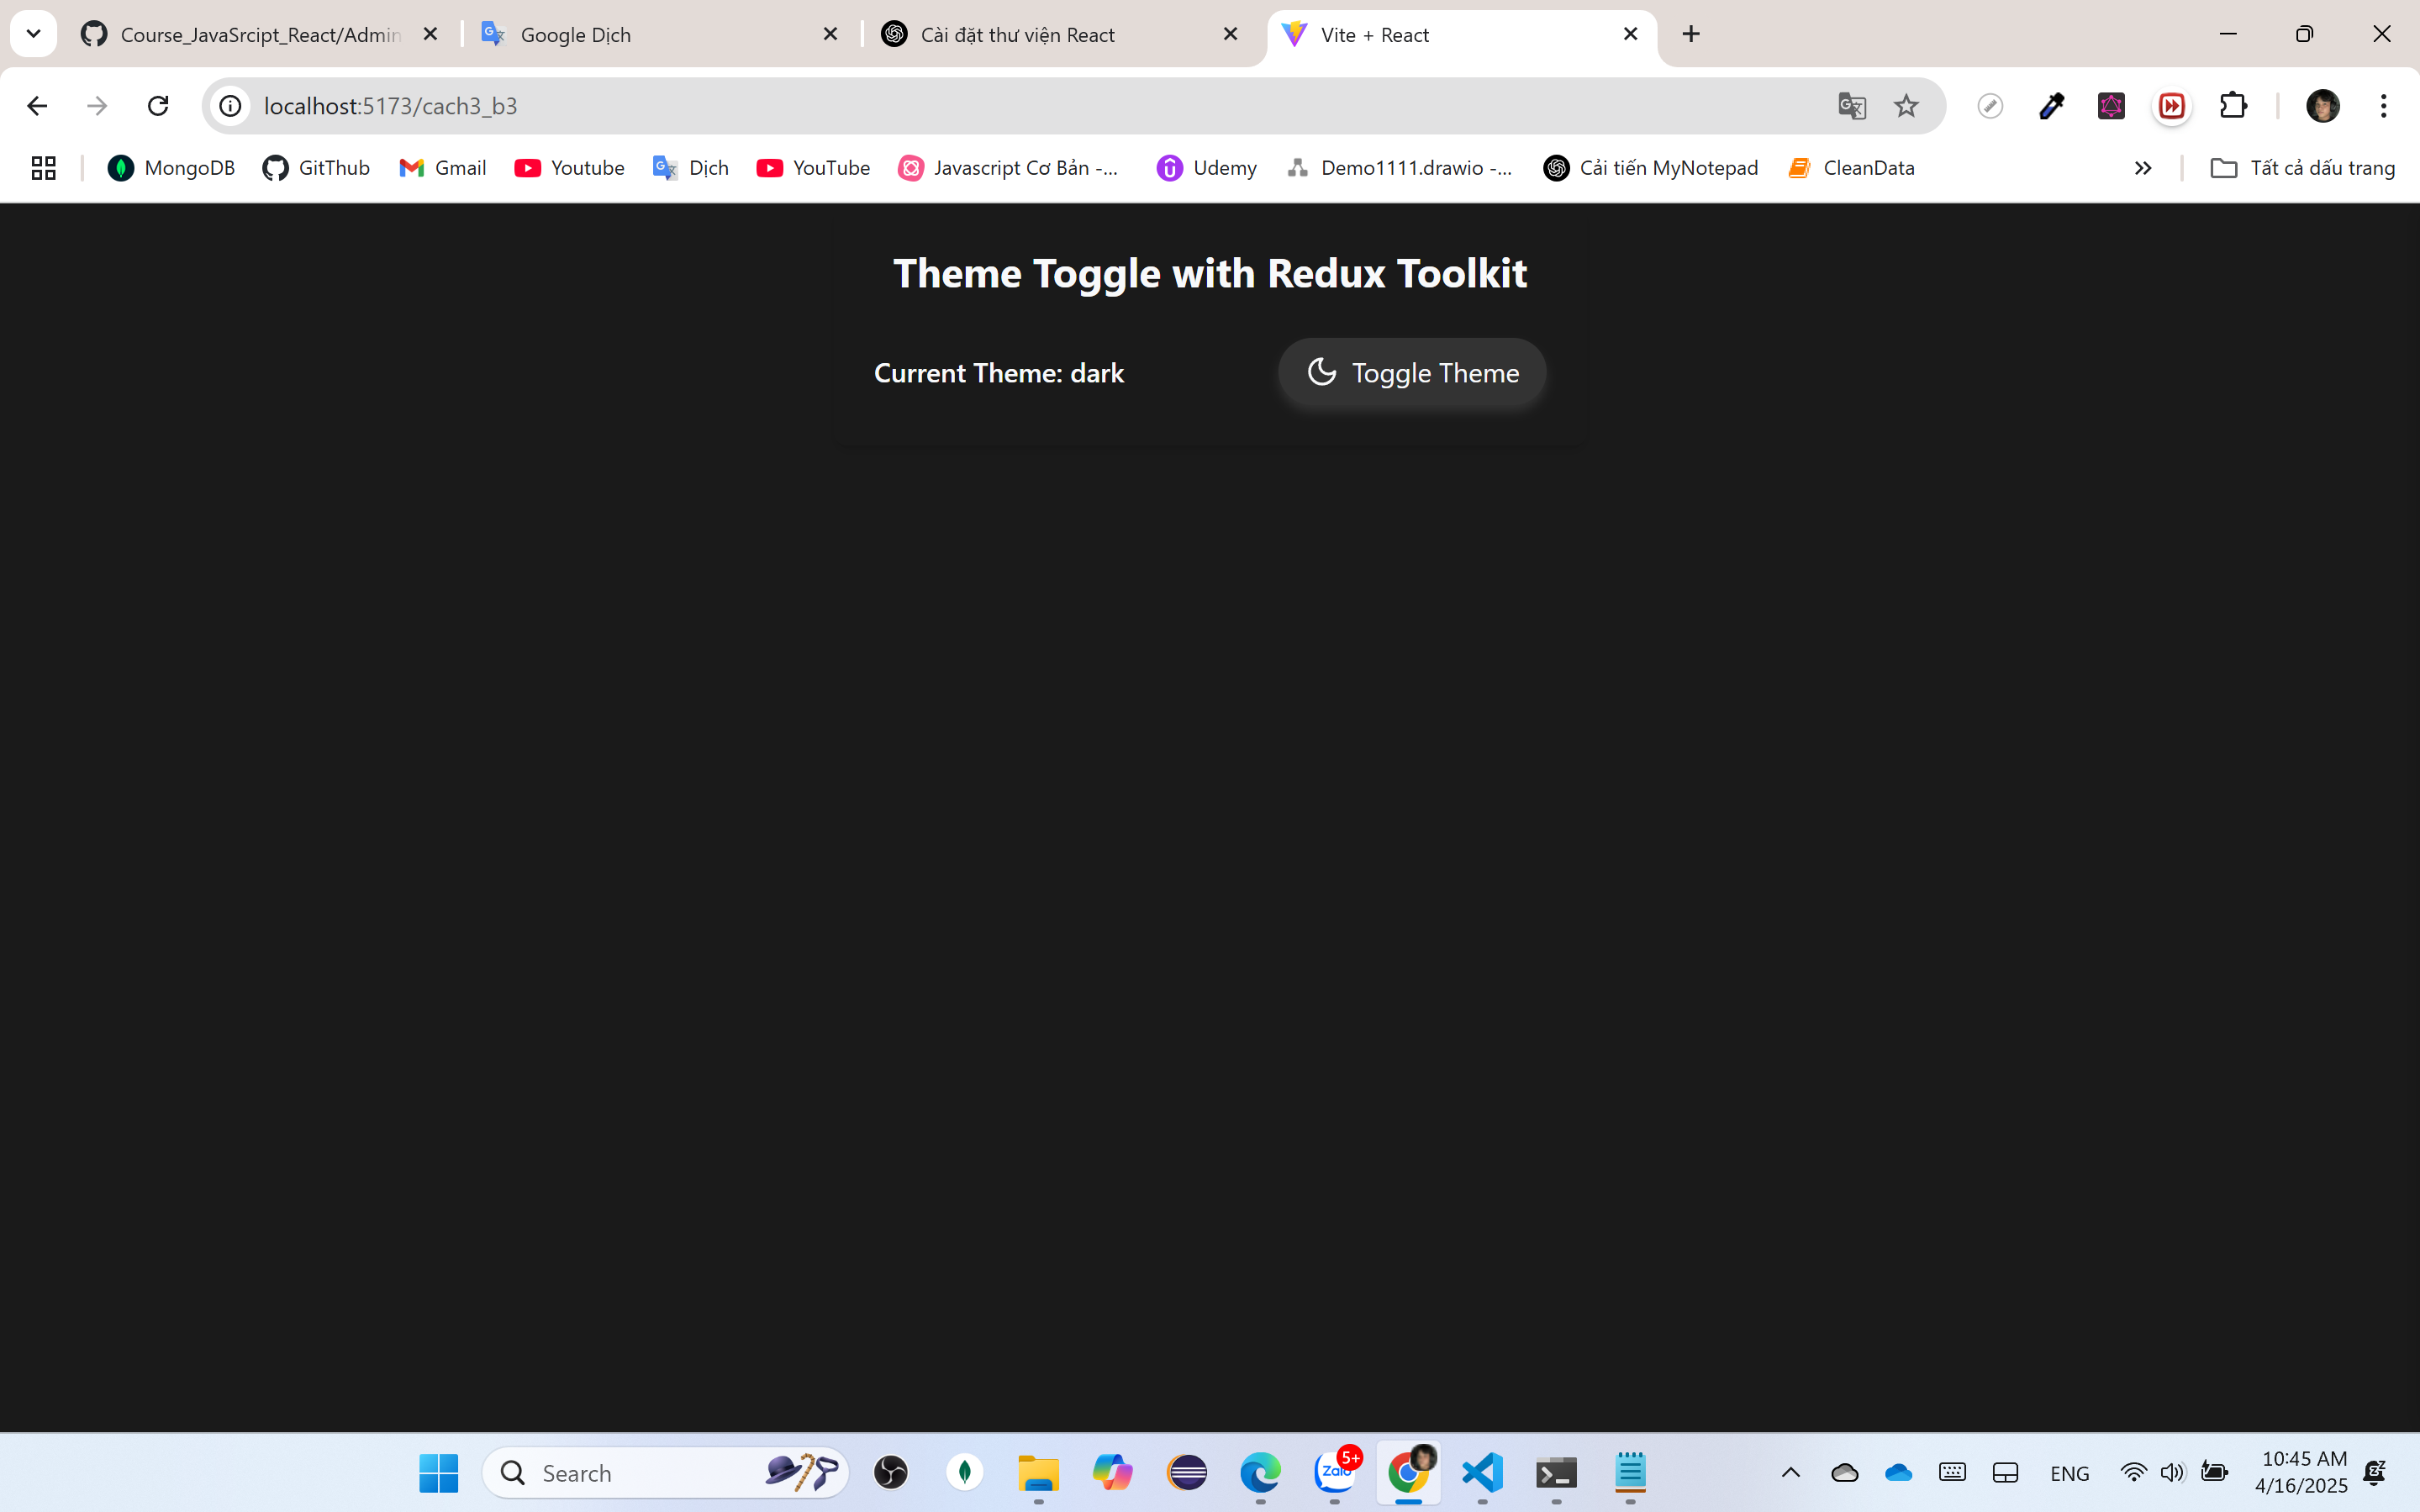 Course_JavaSrcipt_React/Admin
Google Dịch
Cài đặt thư viện React
Vite + React
localhost:5173/cach3_b3
MongoDB
GitThub
Gmail
Youtube
Dịch
YouTube
Javascript Cơ Bản -...
Udemy
Demo1111.drawio -...
Cải tiến MyNotepad
CleanData
Tất cả dấu trang
Theme Toggle with Redux Toolkit
Current Theme: dark
Toggle Theme
Search
Zalo
5+
ENG
10:45 AM
4/16/2025